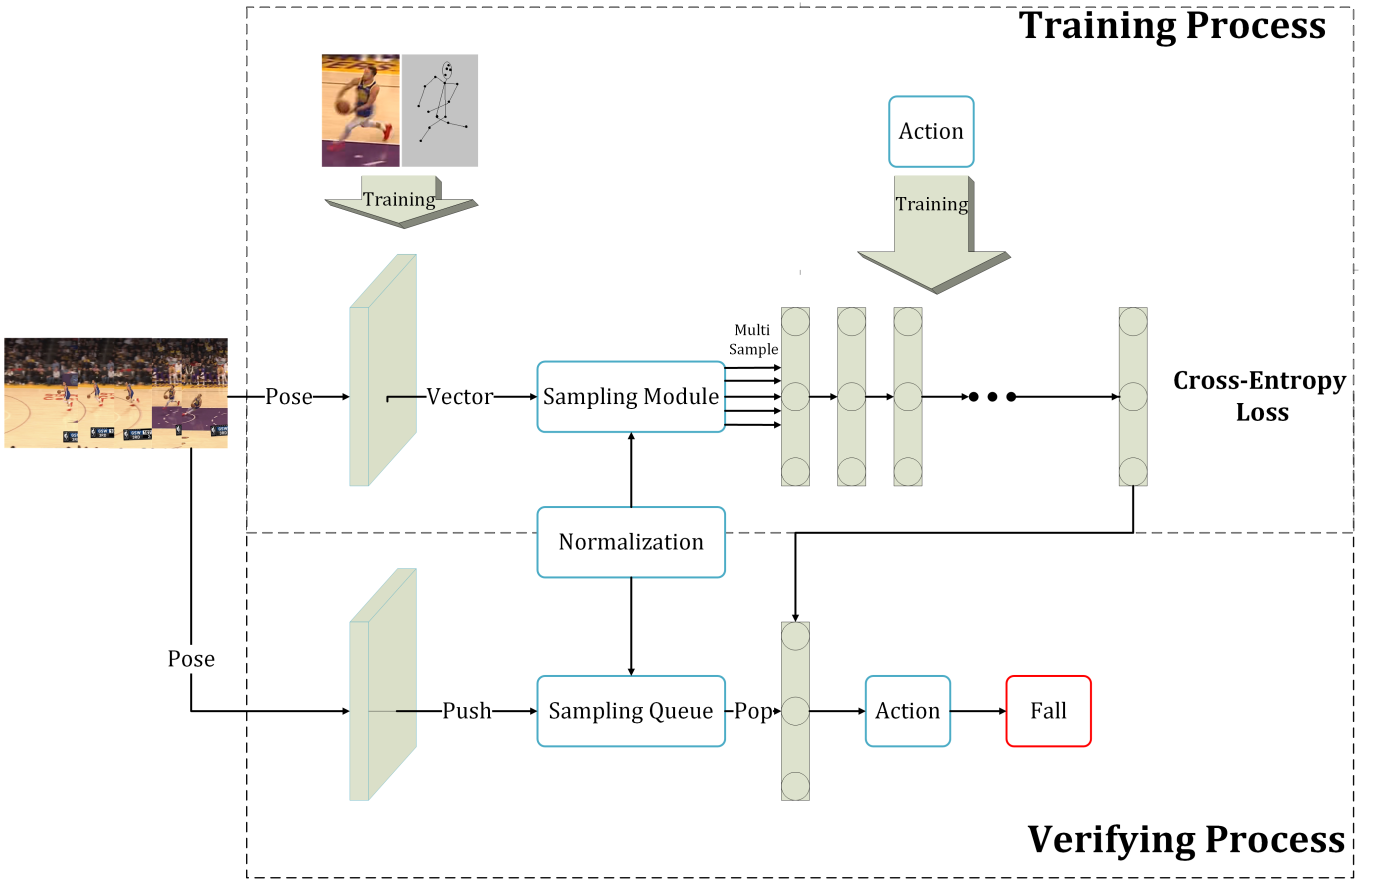 Training Process
Action
Training
Training
Multi
Sample
Pose
Vector
Sampling Module
Cross-Entropy
Loss
Normalization
Pose
Push
Sampling Queue
Pop
Action
Fall
Verifying Process